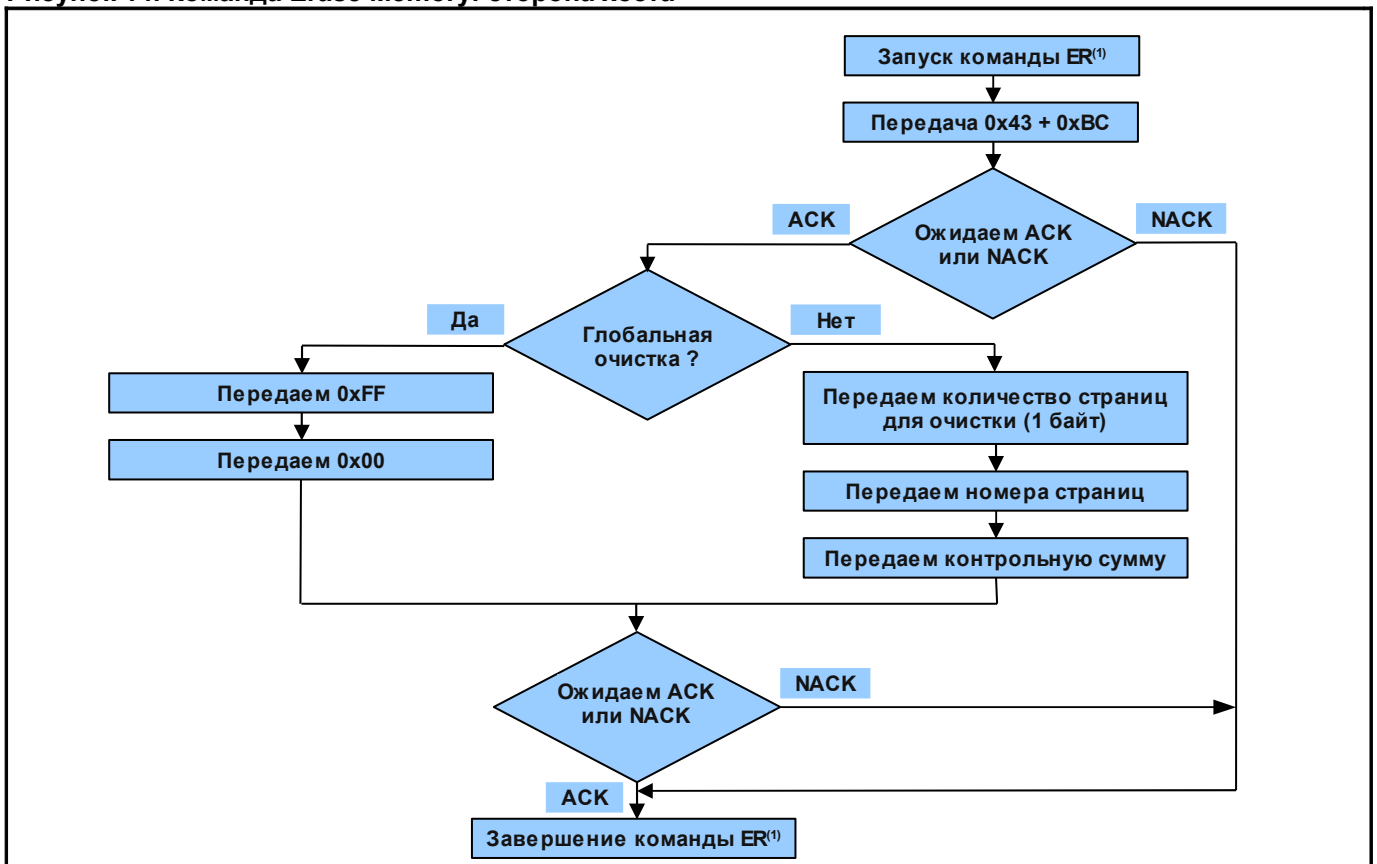 Запуск команды ER(1)
Передача 0x43 + 0xBC
ACK
NACK
Ожидаем ACK
или NACK
Да
Нет
Глобальная
очистка ?
Передаем 0xFF
Передаем 0x00
Передаем количество страниц
для очистки (1 байт)
Передаем номера страниц
Передаем контрольную сумму
Ожидаем ACK
или NACK
NACK
ACK
Завершение команды ER(1)